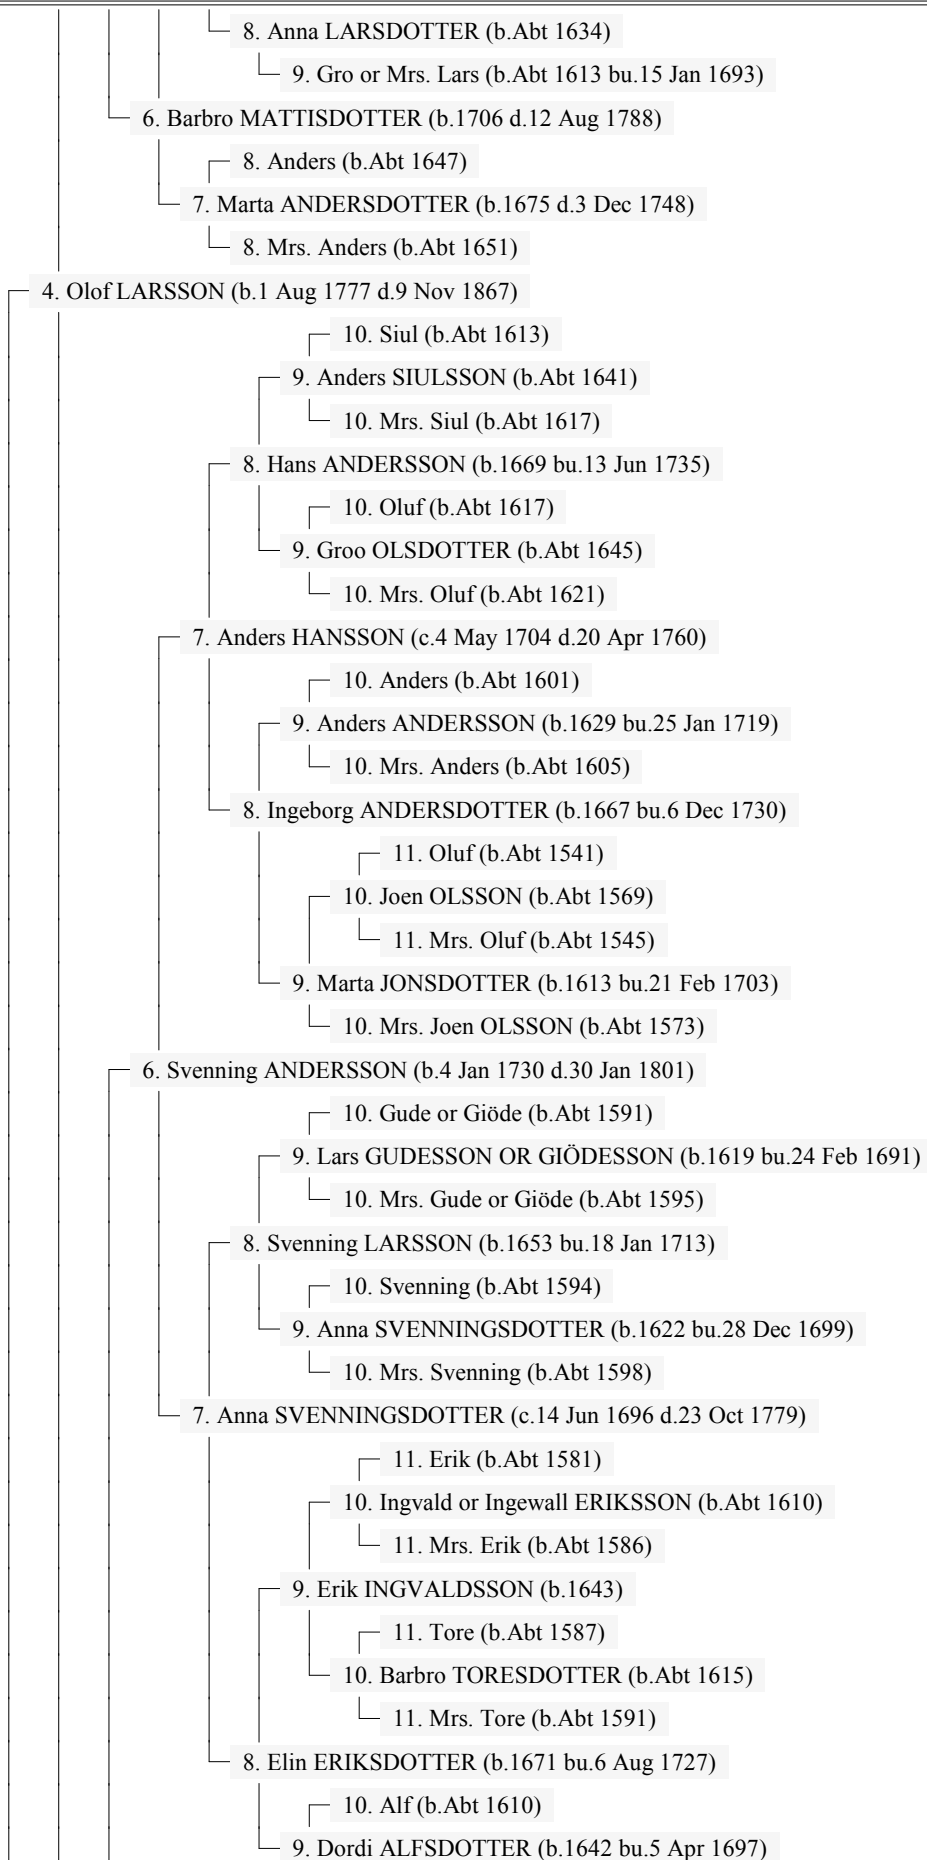 8. Anna LARSDOTTER (b.Abt 1634)
9. Gro or Mrs. Lars (b.Abt 1613 bu.15 Jan 1693)
6. Barbro MATTISDOTTER (b.1706 d.12 Aug 1788)
8. Anders (b.Abt 1647)
7. Marta ANDERSDOTTER (b.1675 d.3 Dec 1748)
8. Mrs. Anders (b.Abt 1651)
4. Olof LARSSON (b.1 Aug 1777 d.9 Nov 1867)
10. Siul (b.Abt 1613)
9. Anders SIULSSON (b.Abt 1641)
10. Mrs. Siul (b.Abt 1617)
8. Hans ANDERSSON (b.1669 bu.13 Jun 1735)
10. Oluf (b.Abt 1617)
9. Groo OLSDOTTER (b.Abt 1645)
10. Mrs. Oluf (b.Abt 1621)
7. Anders HANSSON (c.4 May 1704 d.20 Apr 1760)
10. Anders (b.Abt 1601)
9. Anders ANDERSSON (b.1629 bu.25 Jan 1719)
10. Mrs. Anders (b.Abt 1605)
8. Ingeborg ANDERSDOTTER (b.1667 bu.6 Dec 1730)
11. Oluf (b.Abt 1541)
10. Joen OLSSON (b.Abt 1569)
11. Mrs. Oluf (b.Abt 1545)
9. Marta JONSDOTTER (b.1613 bu.21 Feb 1703)
10. Mrs. Joen OLSSON (b.Abt 1573)
6. Svenning ANDERSSON (b.4 Jan 1730 d.30 Jan 1801)
10. Gude or Giöde (b.Abt 1591)
9. Lars GUDESSON OR GIÖDESSON (b.1619 bu.24 Feb 1691)
10. Mrs. Gude or Giöde (b.Abt 1595)
8. Svenning LARSSON (b.1653 bu.18 Jan 1713)
10. Svenning (b.Abt 1594)
9. Anna SVENNINGSDOTTER (b.1622 bu.28 Dec 1699)
10. Mrs. Svenning (b.Abt 1598)
7. Anna SVENNINGSDOTTER (c.14 Jun 1696 d.23 Oct 1779)
11. Erik (b.Abt 1581)
10. Ingvald or Ingewall ERIKSSON (b.Abt 1610)
11. Mrs. Erik (b.Abt 1586)
9. Erik INGVALDSSON (b.1643)
11. Tore (b.Abt 1587)
10. Barbro TORESDOTTER (b.Abt 1615)
11. Mrs. Tore (b.Abt 1591)
8. Elin ERIKSDOTTER (b.1671 bu.6 Aug 1727)
10. Alf (b.Abt 1610)
9. Dordi ALFSDOTTER (b.1642 bu.5 Apr 1697)